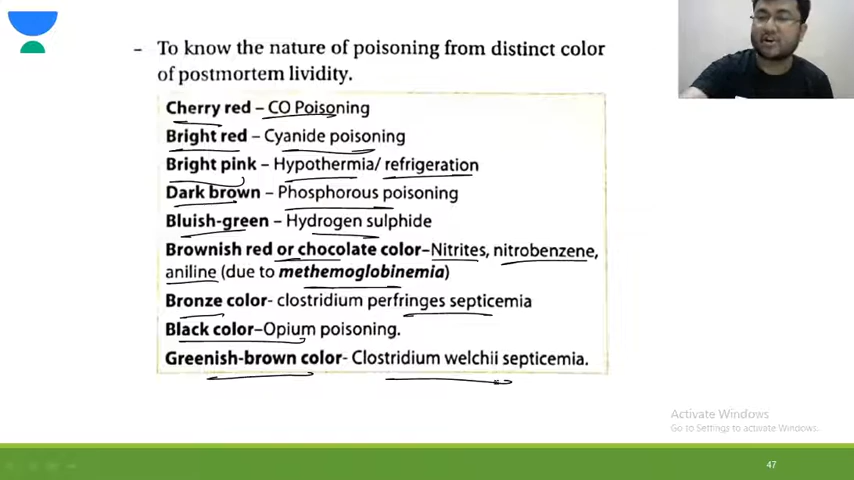 – To know the nature of poisoning from distinct color
of postmortem lividity.
Cherry red – CO Poisoning
Bright red – Cyanide poisoning
Bright pink – Hypothermia/ refrigeration
Dark brown – Phosphorous poisoning
Bluish-green – Hydrogen sulphide
Brownish red or chocolate color–Nitrites, nitrobenzene,
aniline (due to methemoglobinemia)
Bronze color- clostridium perfringes septicemia
Black color–Opium poisoning.
Greenish-brown color- Clostridium welchii septicemia.
Activate Windows
Go to Settings to activate Windows.
47